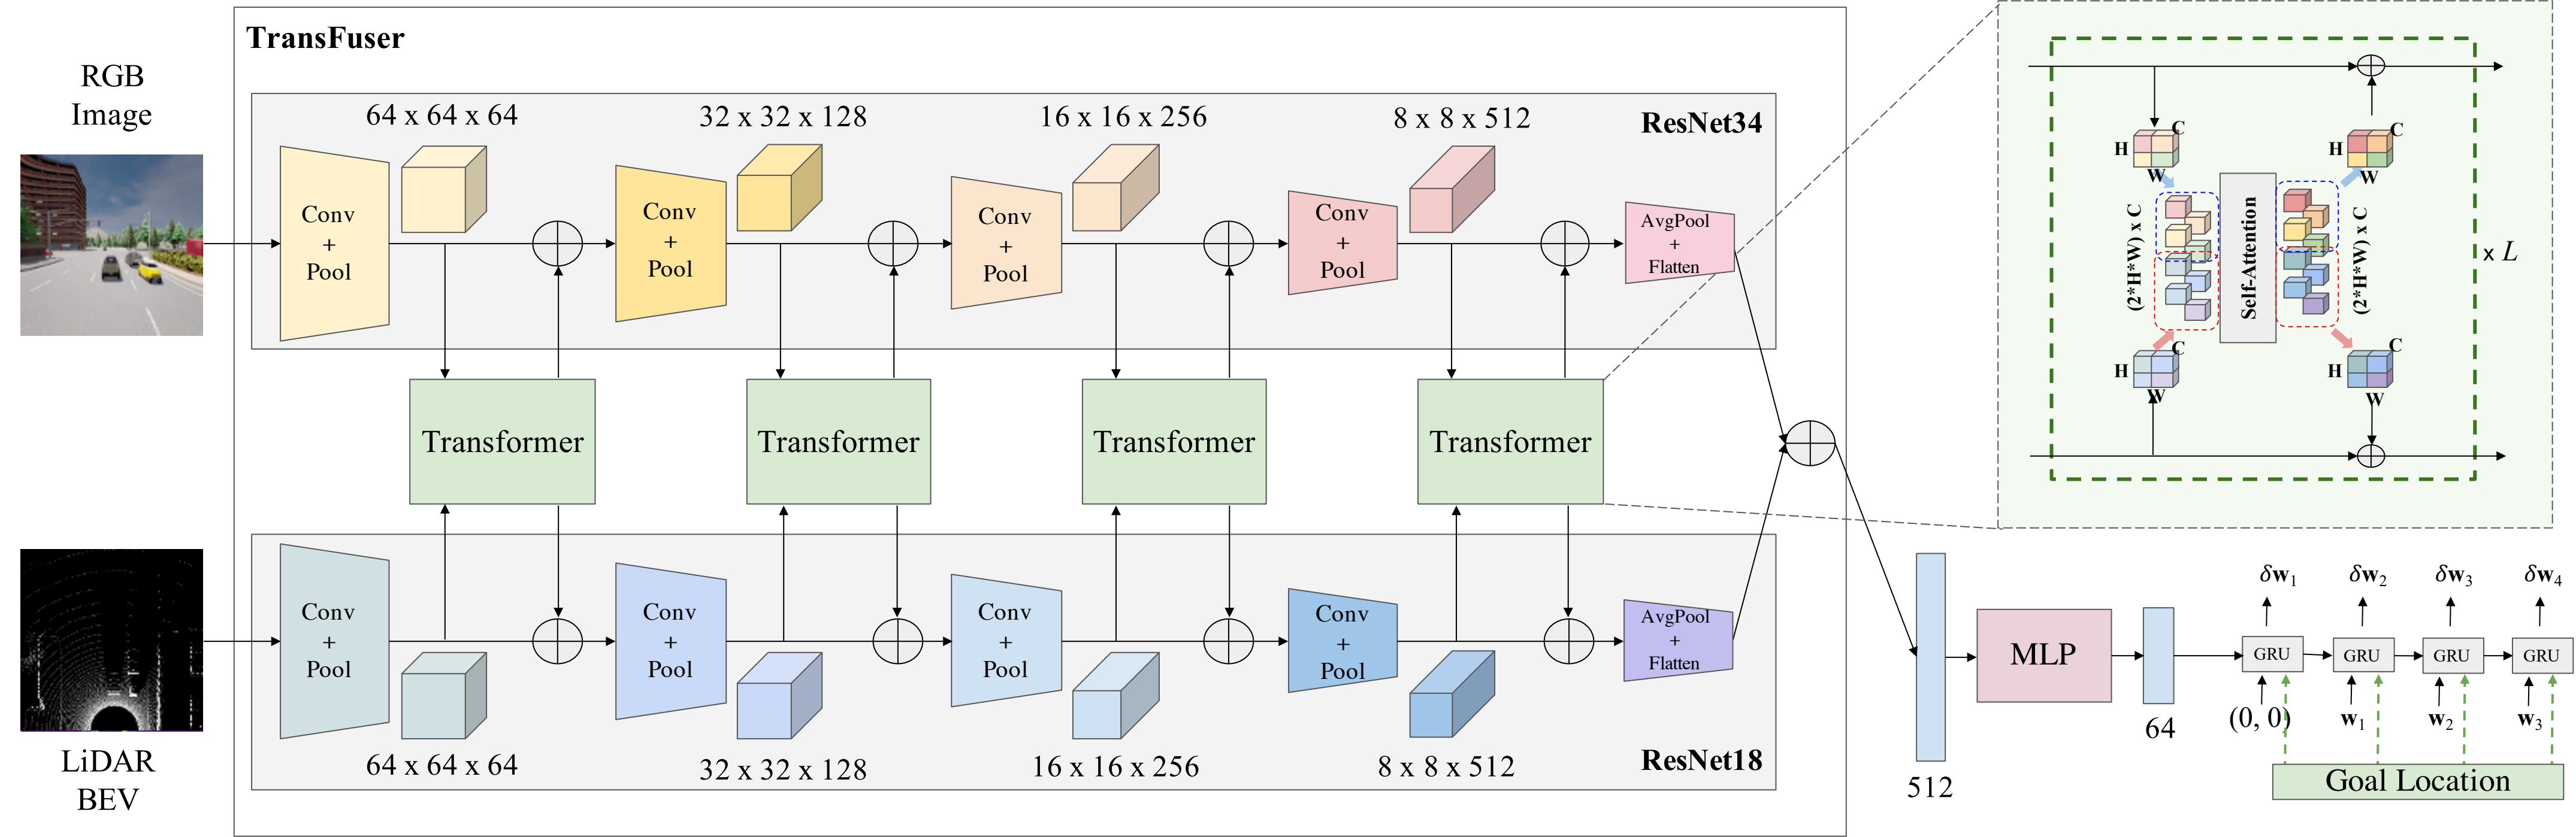 TransFuser
RGB
Image
64 x 64 x 64
32 x 32 x 128
16 x 16 x 256
8 x 8 x 512
ResNet34
Conv
+
Pool
Conv
+
Pool
Conv
+
Pool
Conv
+
Pool
AvgPool
+
Flatten
Transformer
Transformer
Transformer
Transformer
LiDAR
BEV
Conv
+
Pool
Conv
+
Pool
Conv
+
Pool
Conv
+
Pool
AvgPool
+
Flatten
64 x 64 x 64
32 x 32 x 128
16 x 16 x 256
8 x 8 x 512
ResNet18
C
H
W
C
H
W
(2*H*W) x C
Self-Attention
(2*H*W) x C
x L
C
H
W
C
H
W
512
MLP
64
δw₁
δw₂
δw₃
δw₄
GRU
GRU
GRU
GRU
(0, 0)
w₁
w₂
w₃
Goal Location